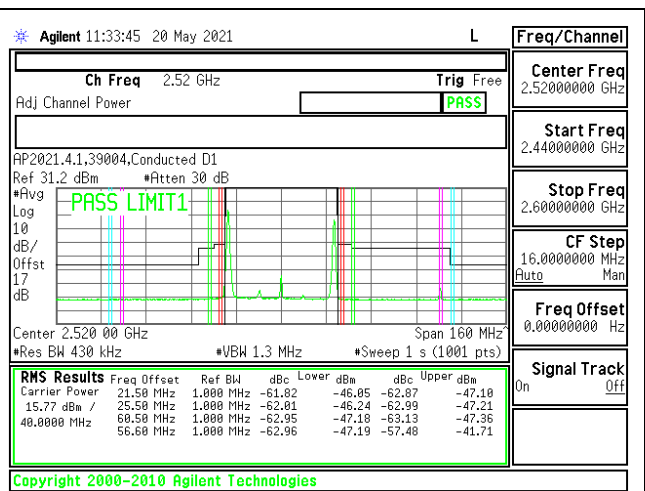 Agilent 11:33:45 20 May 2021 L
Freq/Channel
Ch Freq 2.52 GHz Trig Free
Adj Channel Power PASS
AP2021.4.1,39004,Conducted D1
Ref 31.2 dBm #Atten 30 dB
#Avg
Log
10
dB/
Offst
17
dB
PASS LIMIT1
Center 2.520 00 GHz Span 160 MHz^
#Res BW 430 kHz #VBW 1.3 MHz #Sweep 1 s (1001 pts)
RMS Results Freq Offset Ref BW dBc Lower dBm dBc Upper dBm
Carrier Power 21.50 MHz 1.000 MHz -61.82 -46.05 -62.87 -47.10
15.77 dBm / 25.50 MHz 1.000 MHz -62.01 -46.24 -62.99 -47.21
40.0000 MHz 60.50 MHz 1.000 MHz -62.95 -47.18 -63.13 -47.36
56.60 MHz 1.000 MHz -62.96 -47.19 -57.48 -41.71
Copyright 2000-2010 Agilent Technologies
Center Freq
2.52000000 GHz
Start Freq
2.44000000 GHz
Stop Freq
2.60000000 GHz
CF Step
16.0000000 MHz
Auto Man
Freq Offset
0.00000000 Hz
Signal Track
On Off